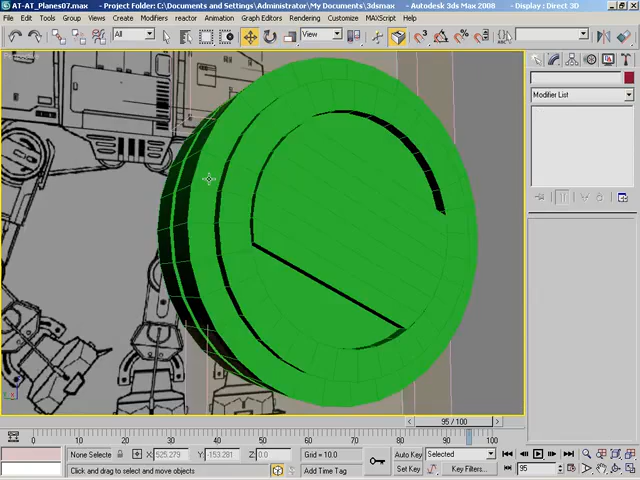 AT-AT_Planes07.max - Project Folder: C:\Documents and Settings\Administrator\My Documents\3dsmax - Autodesk 3ds Max 2008 - Display : Direct 3D
File Edit Tools Group Views Create Modifiers reactor Animation Graph Editors Rendering Customize MAXScript Help
All View
Modifier List
95 / 100
0 10 20 30 40 50 60 70 80 90 100
None Selecte X: 525.279 Y: -153.281 Z: 0.0 Grid = 10.0 Auto Key Selected
Click and drag to select and move objects Add Time Tag Set Key Key Filters... 95